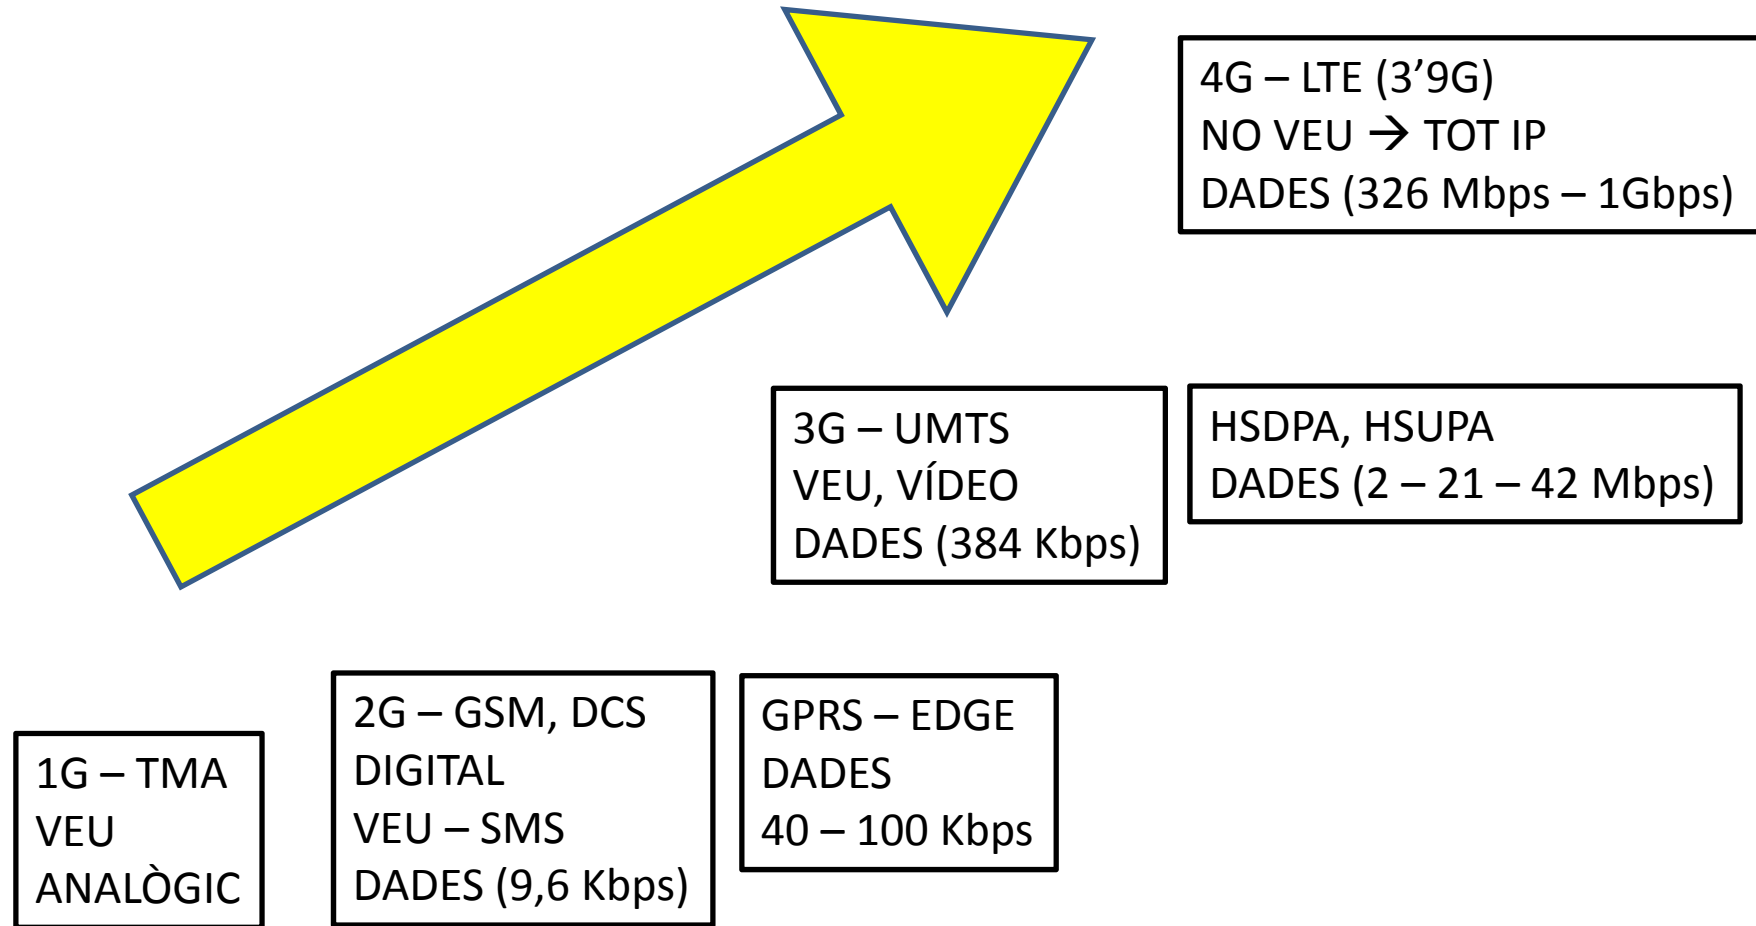 4G – LTE (3’9G)
NO VEU → TOT IP
DADES (326 Mbps – 1Gbps)
3G – UMTS
VEU, VÍDEO
DADES (384 Kbps)
HSDPA, HSUPA
DADES (2 – 21 – 42 Mbps)
1G – TMA
VEU
ANALÒGIC
2G – GSM, DCS
DIGITAL
VEU – SMS
DADES (9,6 Kbps)
GPRS – EDGE
DADES
40 – 100 Kbps